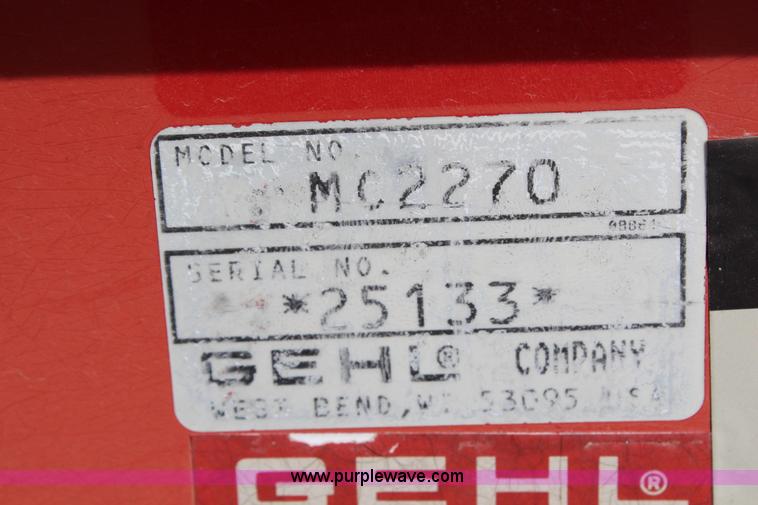 MODEL NO.
MC2270
SERIAL NO.
*25133*
GEHL® COMPANY
WEST BEND, WI 53095 USA
www.purplewave.com
GEHL®